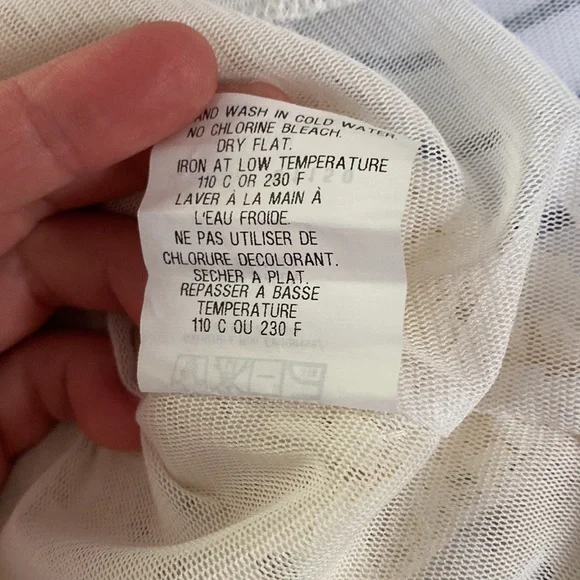 AND WASH IN COLD WATER
NO CHLORINE BLEACH.
DRY FLAT.
IRON AT LOW TEMPERATURE
110 C OR 230 F
LAVER À LA MAIN À
L'EAU FROIDE.
NE PAS UTILISER DE
CHLORURE DECOLORANT.
SECHER A PLAT.
REPASSER A BASSE
TEMPERATURE
110 C OU 230 F